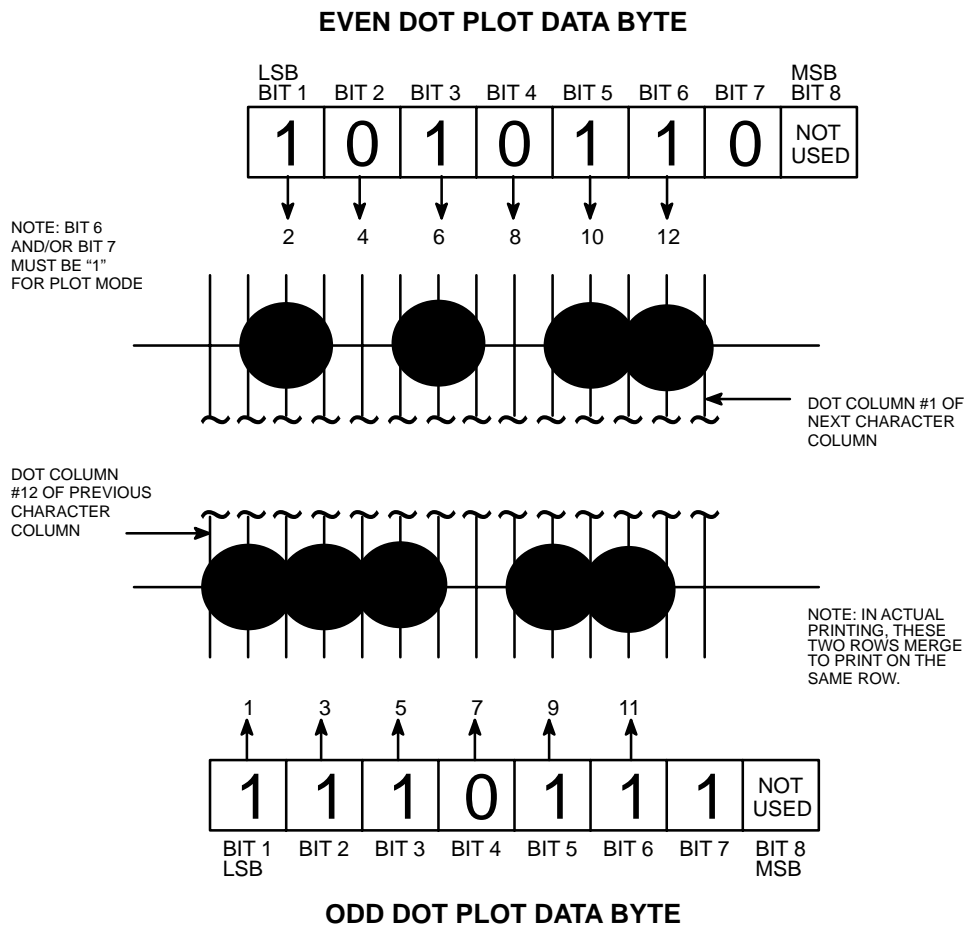 EVEN DOT PLOT DATA BYTE
LSB
BIT 1 BIT 2 BIT 3 BIT 4 BIT 5 BIT 6 BIT 7
MSB
BIT 8
1 0 1 0 1 1 0 NOT
USED
2 4 6 8 10 12
NOTE: BIT 6
AND/OR BIT 7
MUST BE “1”
FOR PLOT MODE
DOT COLUMN #1 OF
NEXT CHARACTER
COLUMN
DOT COLUMN
#12 OF PREVIOUS
CHARACTER
COLUMN
NOTE: IN ACTUAL
PRINTING, THESE
TWO ROWS MERGE
TO PRINT ON THE
SAME ROW.
1 3 5 7 9 11
1 1 1 0 1 1 1 NOT
USED
BIT 1 BIT 2 BIT 3 BIT 4 BIT 5 BIT 6 BIT 7 BIT 8
LSB MSB
ODD DOT PLOT DATA BYTE